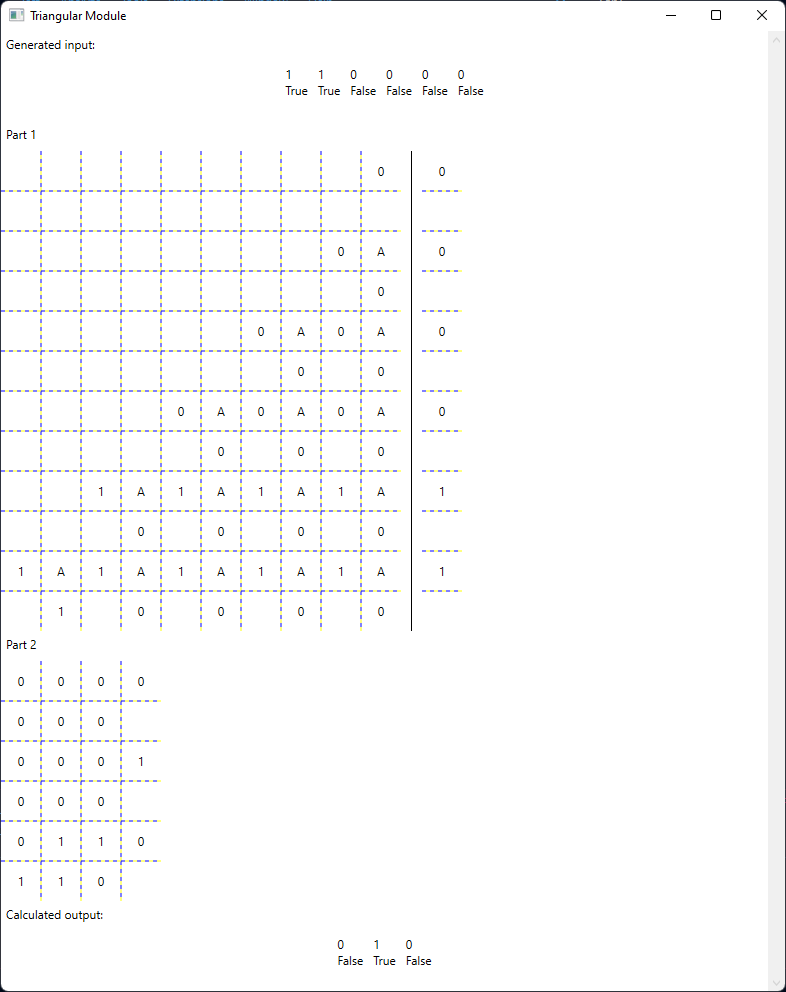 Triangular Module
Generated input:
1 1 0 0 0 0
True True False False False False
Part 1
0 0
0 A 0
0
0 A 0 A 0
0 0
0 A 0 A 0 A 0
0 0 0
1 A 1 A 1 A 1 A 1
0 0 0 0
1 A 1 A 1 A 1 A 1 A 1
1 0 0 0 0
Part 2
0 0 0 0
0 0 0
0 0 0 1
0 0 0
0 1 1 0
1 1 0
Calculated output:
0 1 0
False True False